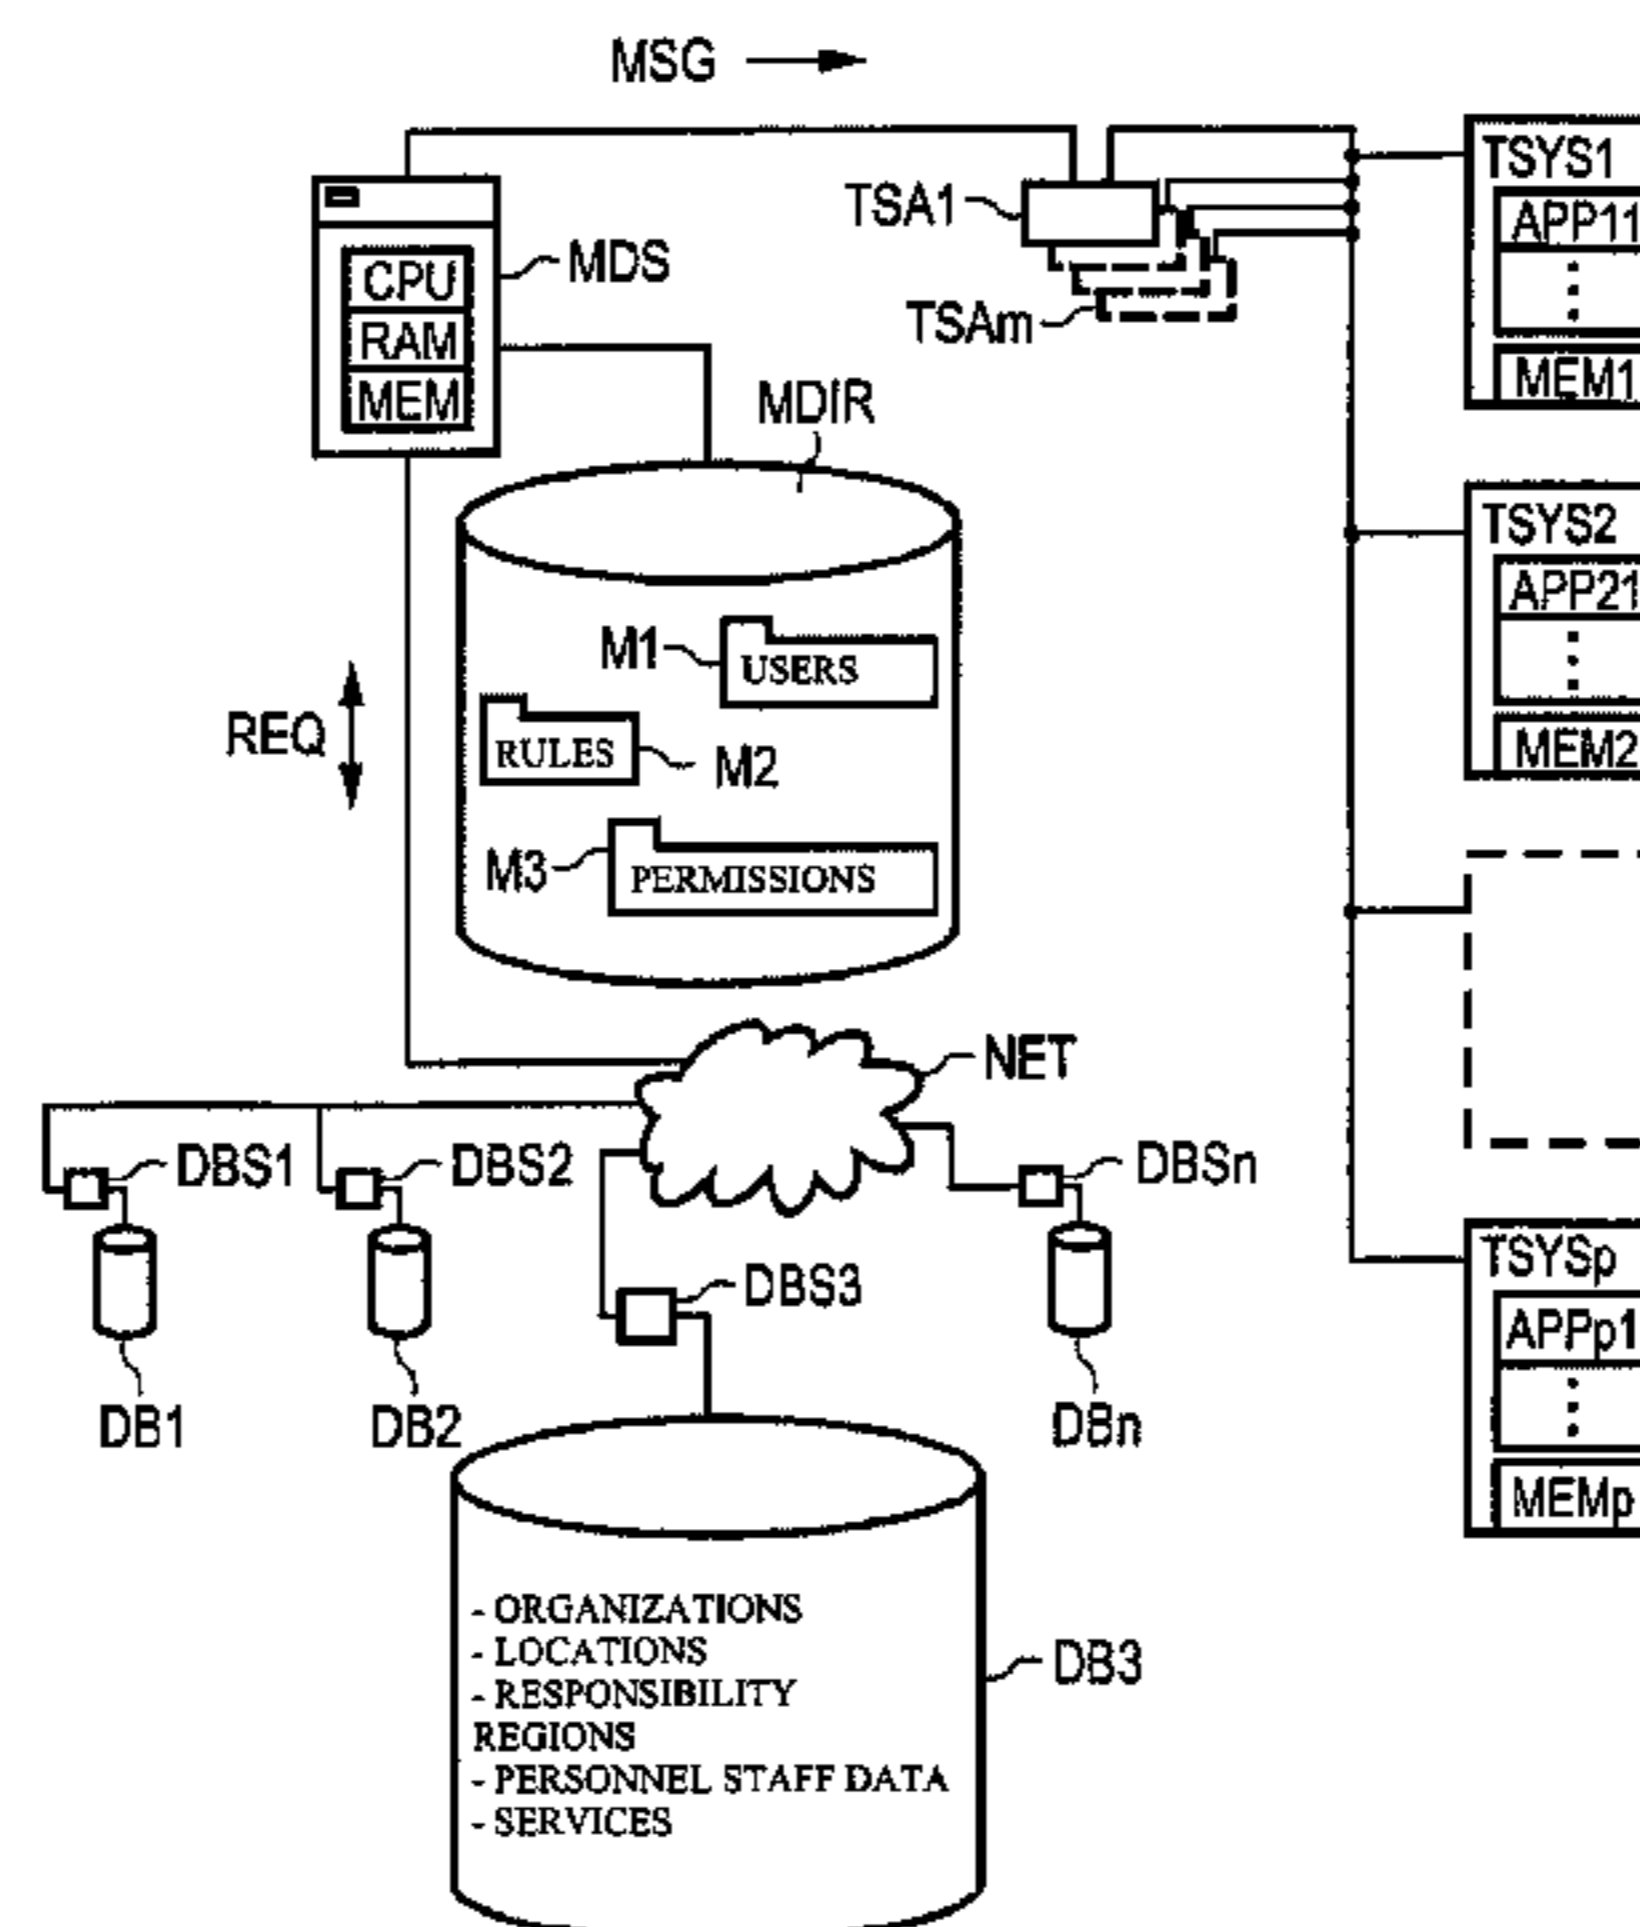 MSG
TSYS1
TSA1
APP11
MDS
CPU
TSAm
RAM
MEM1
MEM
MDIR
TSYS2
APP21
M1
USERS
REQ
RULES
M2
MEM2
M3
PERMISSIONS
NET
DBS1
DBS2
DBSn
TSYSp
DBS3
APPp1
DB1
DB2
DBn
MEMp
- ORGANIZATIONS
- LOCATIONS
- RESPONSIBILITY
REGIONS
- PERSONNEL STAFF DATA
- SERVICES
DB3